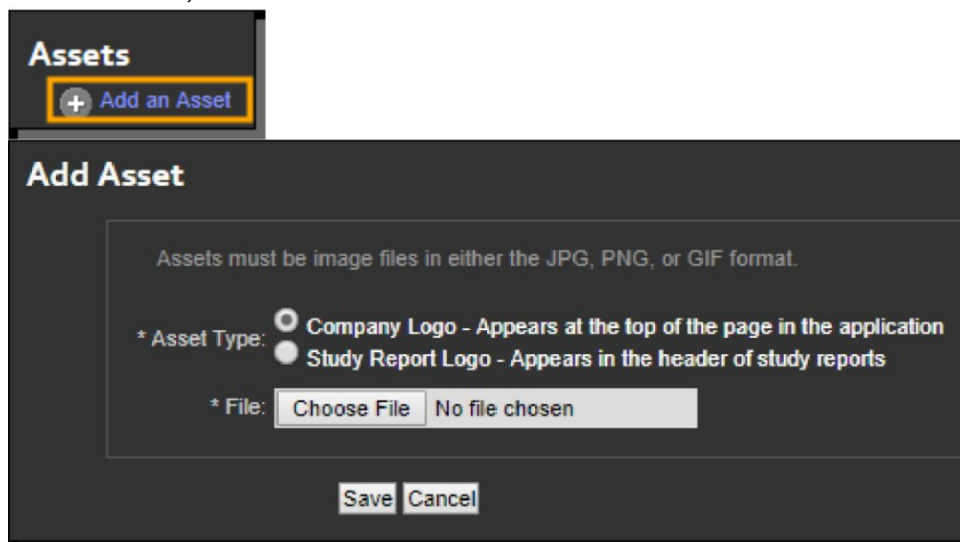 Assets
Add an Asset
Add Asset
Assets must be image files in either the JPG, PNG, or GIF format.
* Asset Type:
Company Logo - Appears at the top of the page in the application
Study Report Logo - Appears in the header of study reports
* File: Choose File No file chosen
Save Cancel